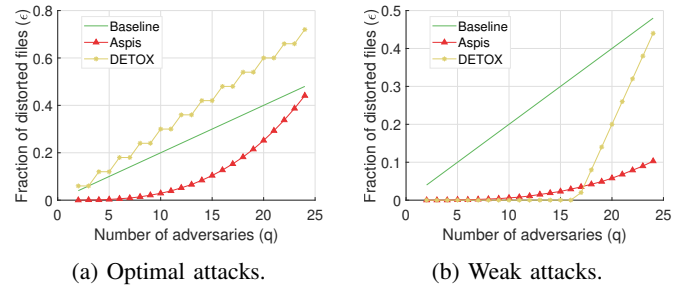 Fraction of distorted files (ϵ)
0.8
0.6
0.4
0.2
0
Baseline
Aspis
DETOX
0 5 10 15 20 25
Number of adversaries (q)
(a) Optimal attacks.
Fraction of distorted files (ϵ)
0.5
0.4
0.3
0.2
0.1
0
Baseline
Aspis
DETOX
0 5 10 15 20 25
Number of adversaries (q)
(b) Weak attacks.